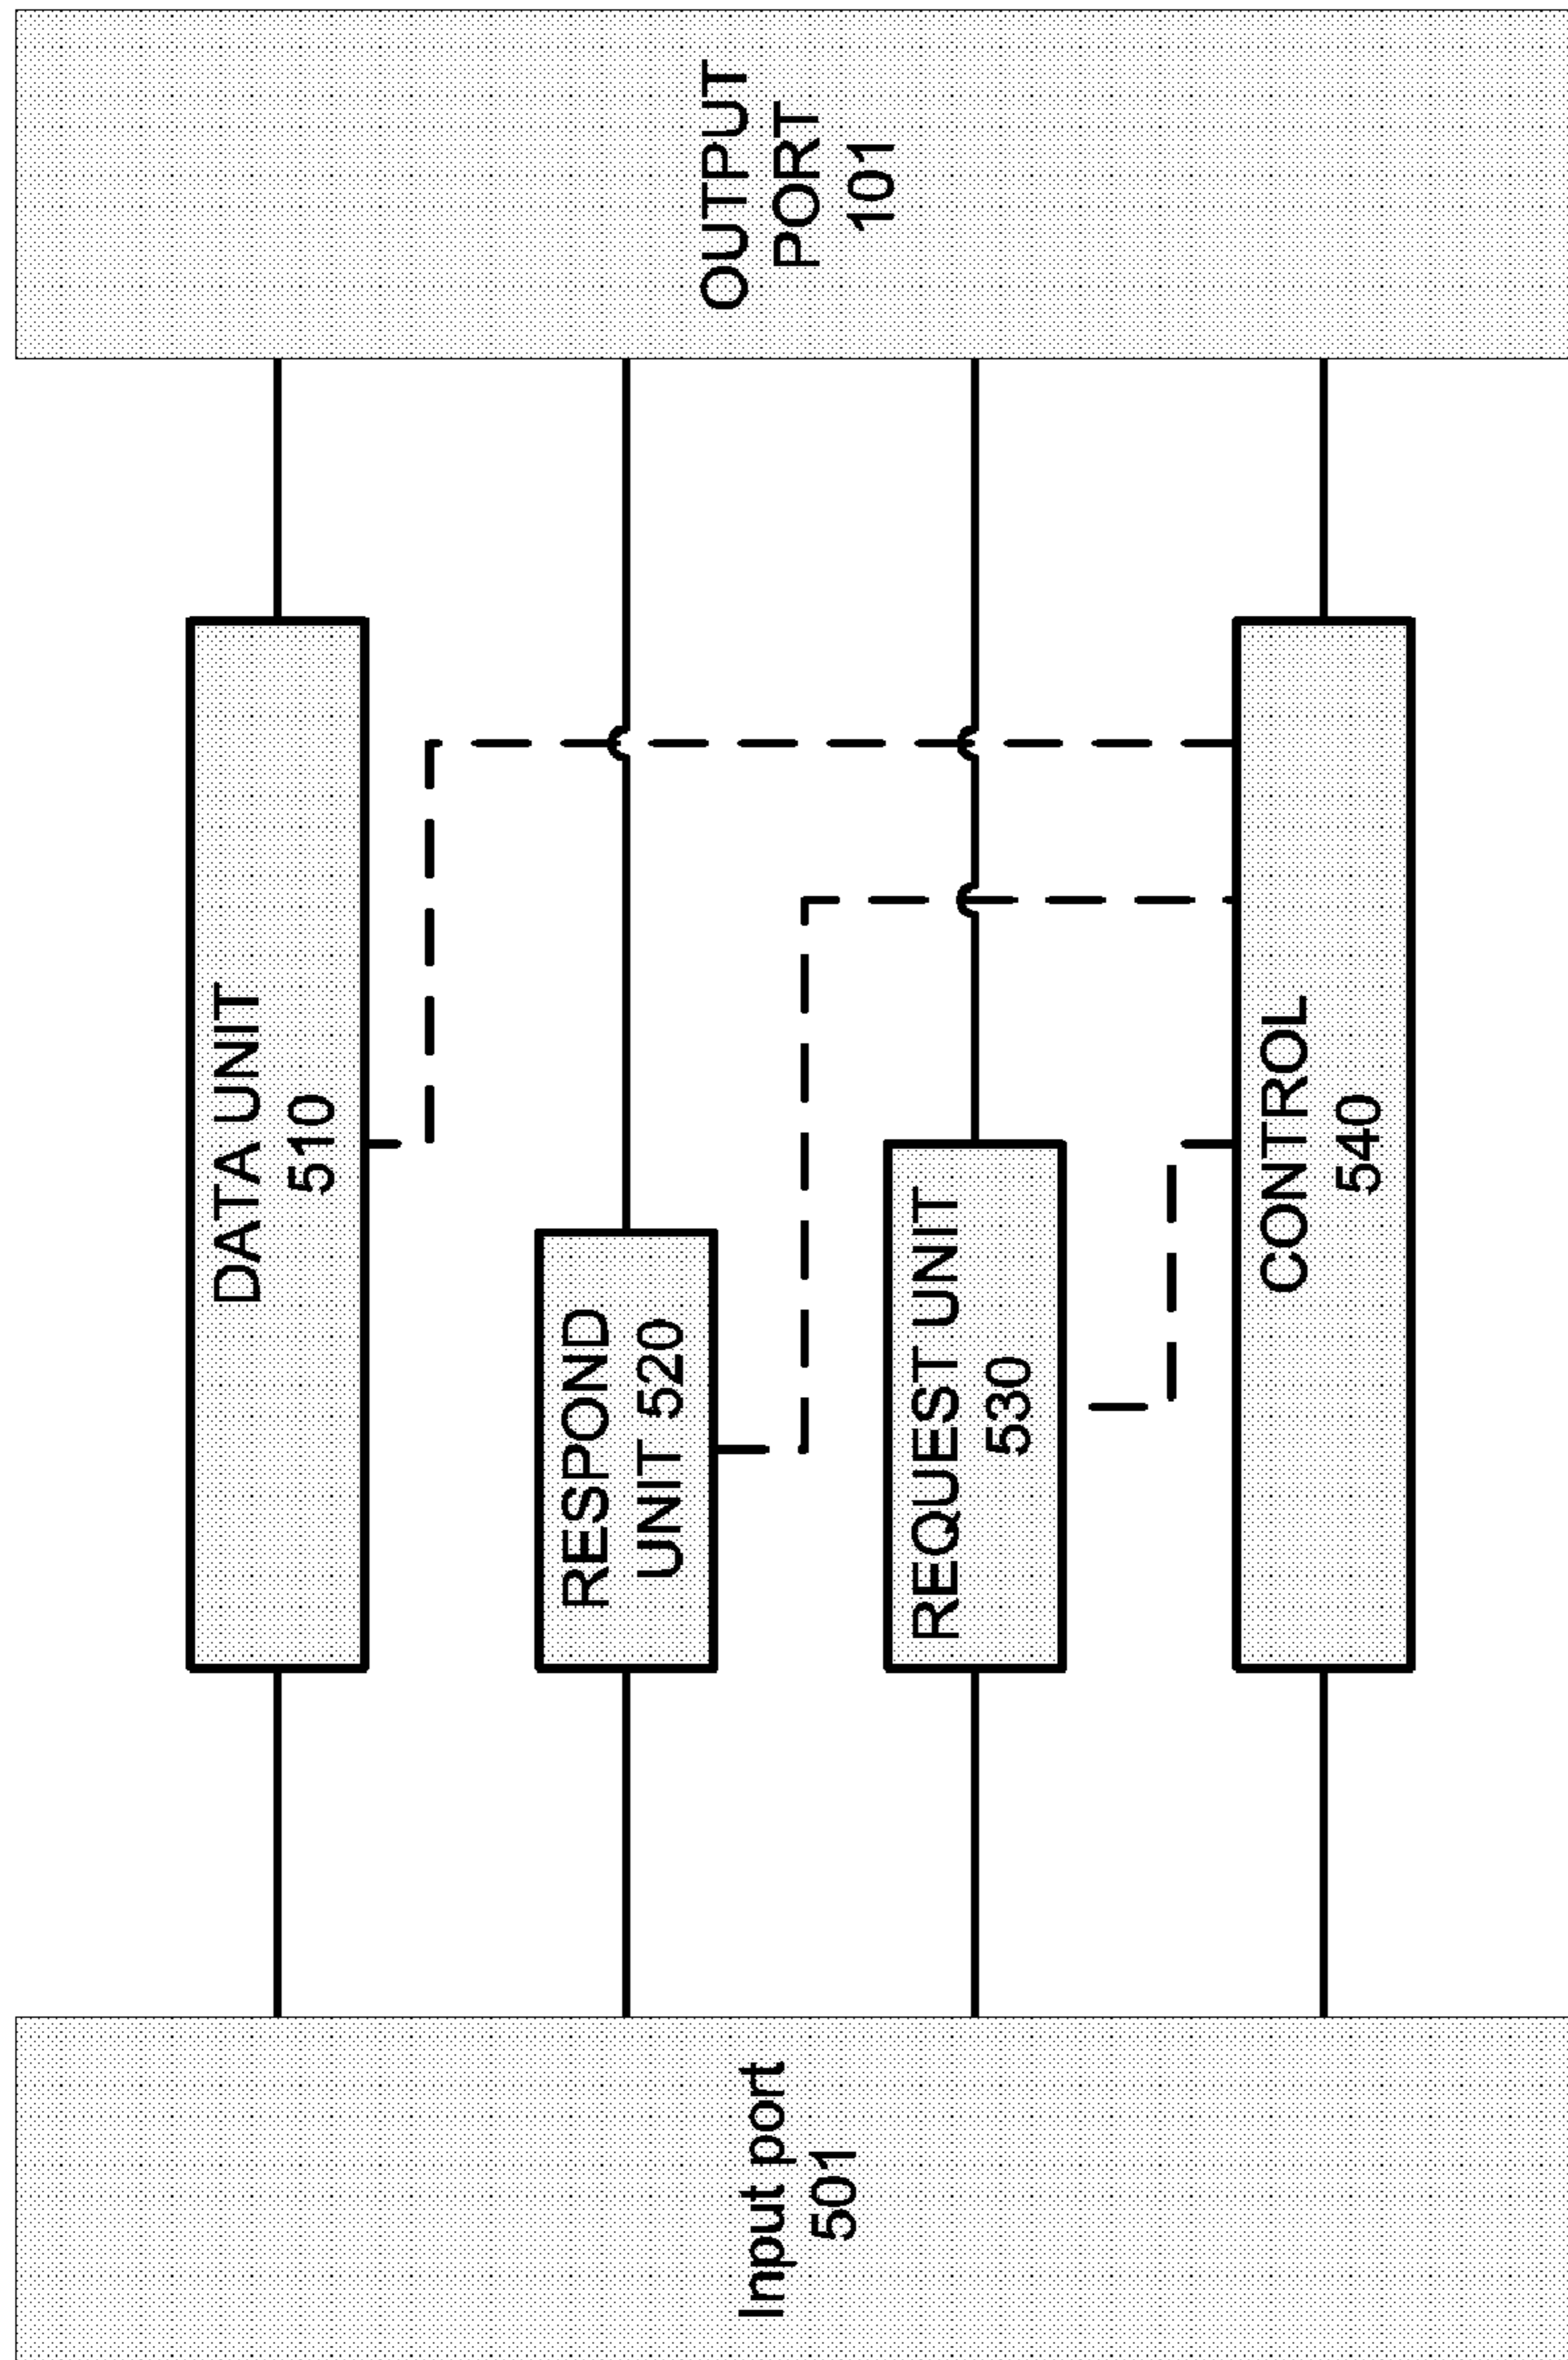 Input port
501
DATA UNIT
510
RESPOND
UNIT 520
REQUEST UNIT
530
CONTROL
540
OUTPUT
PORT
101